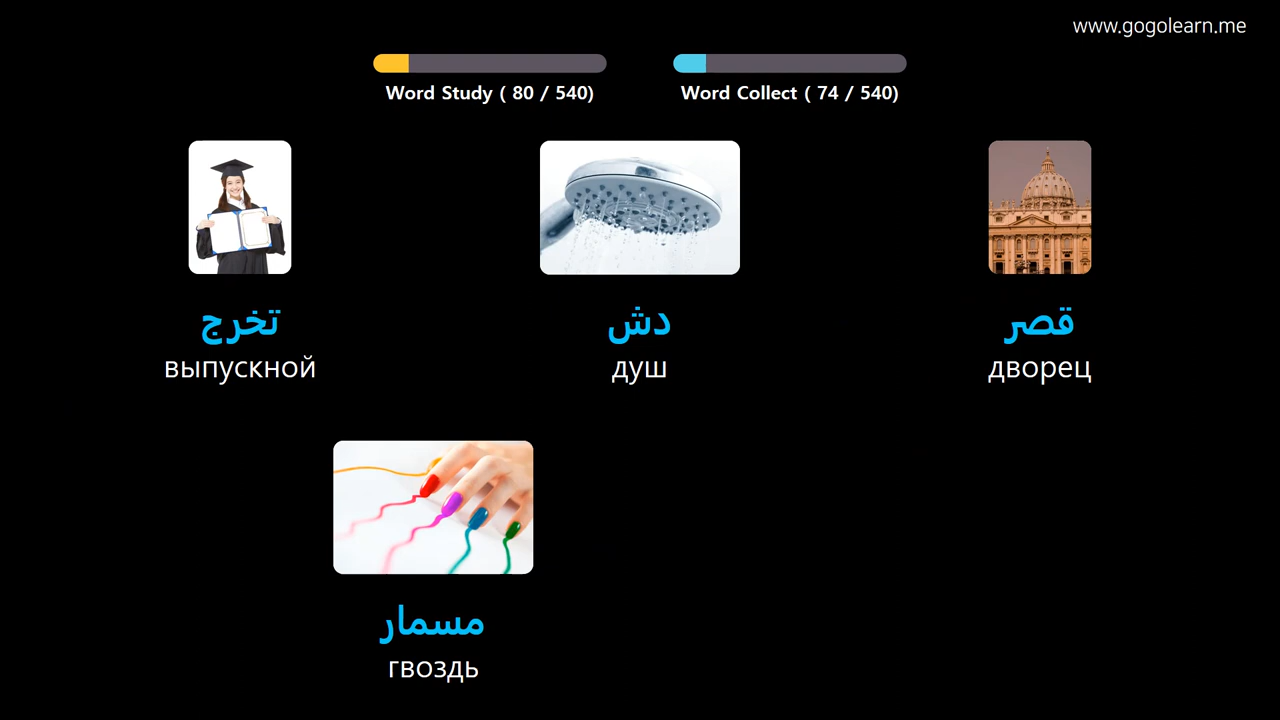 www.gogolearn.me
Word Study ( 80 / 540)
Word Collect ( 74 / 540)
تخرج
выпускной
دش
душ
قصر
дворец
مسمار
гвоздь